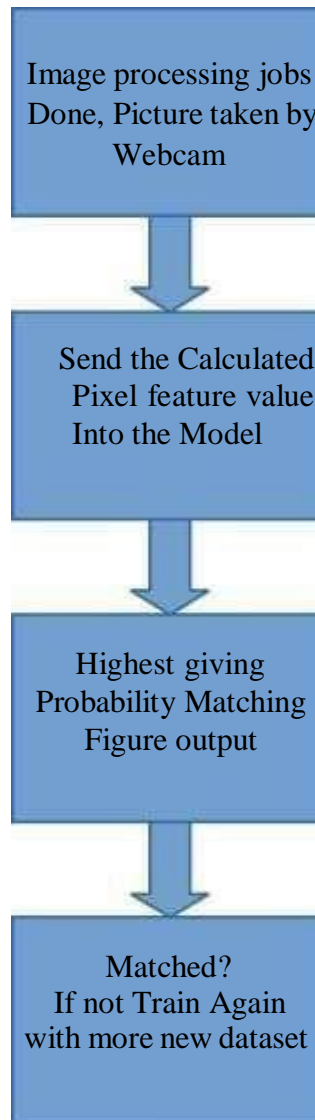 Image processing jobs
Done, Picture taken by
Webcam
Send the Calculated
Pixel feature value
Into the Model
Highest giving
Probability Matching
Figure output
Matched?
If not Train Again
with more new dataset